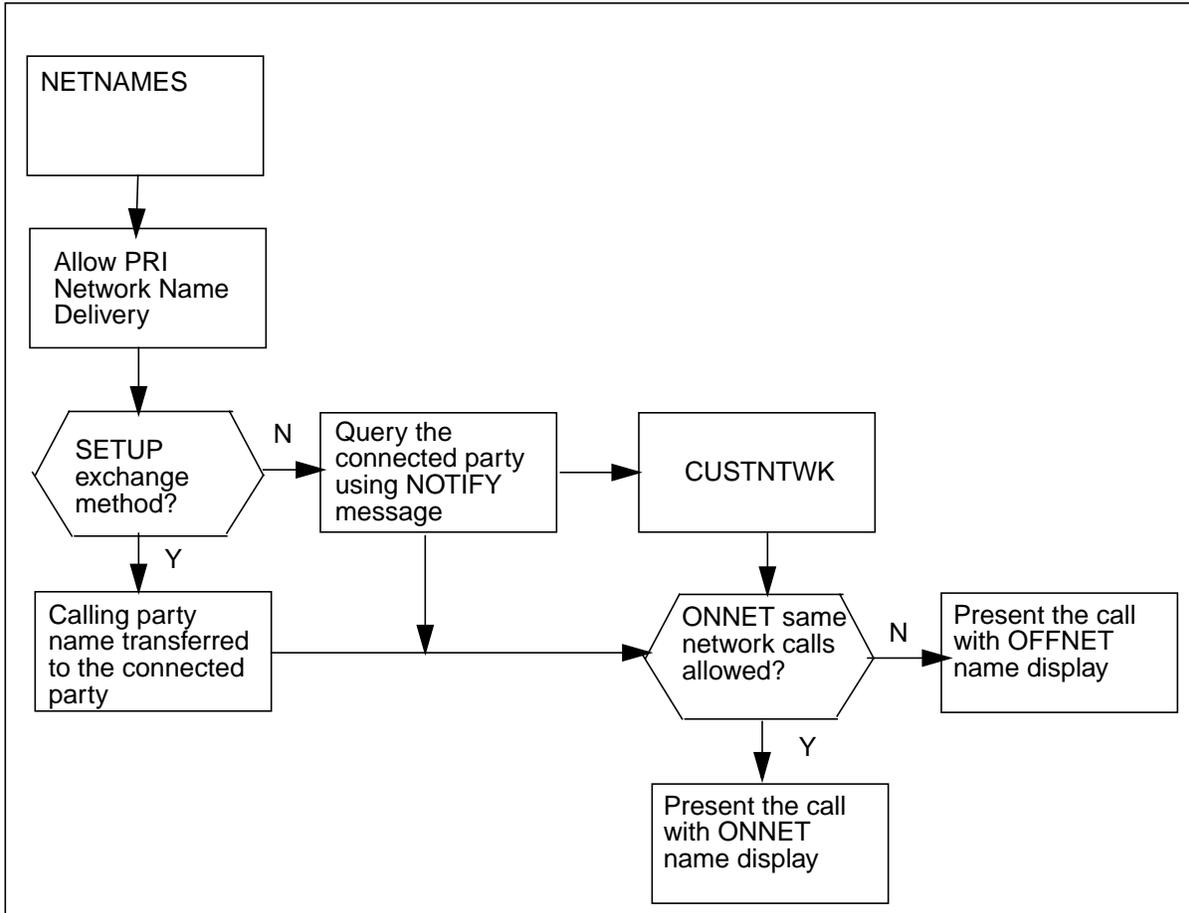 NETNAMES
Allow PRI
Network Name
Delivery
SETUP
exchange
method?
N
Query the
connected party
using NOTIFY
message
CUSTNTWK
Y
Calling party
name transferred
to the connected
party
ONNET same
network calls
allowed?
N
Present the call
with OFFNET
name display
Y
Present the call
with ONNET
name display